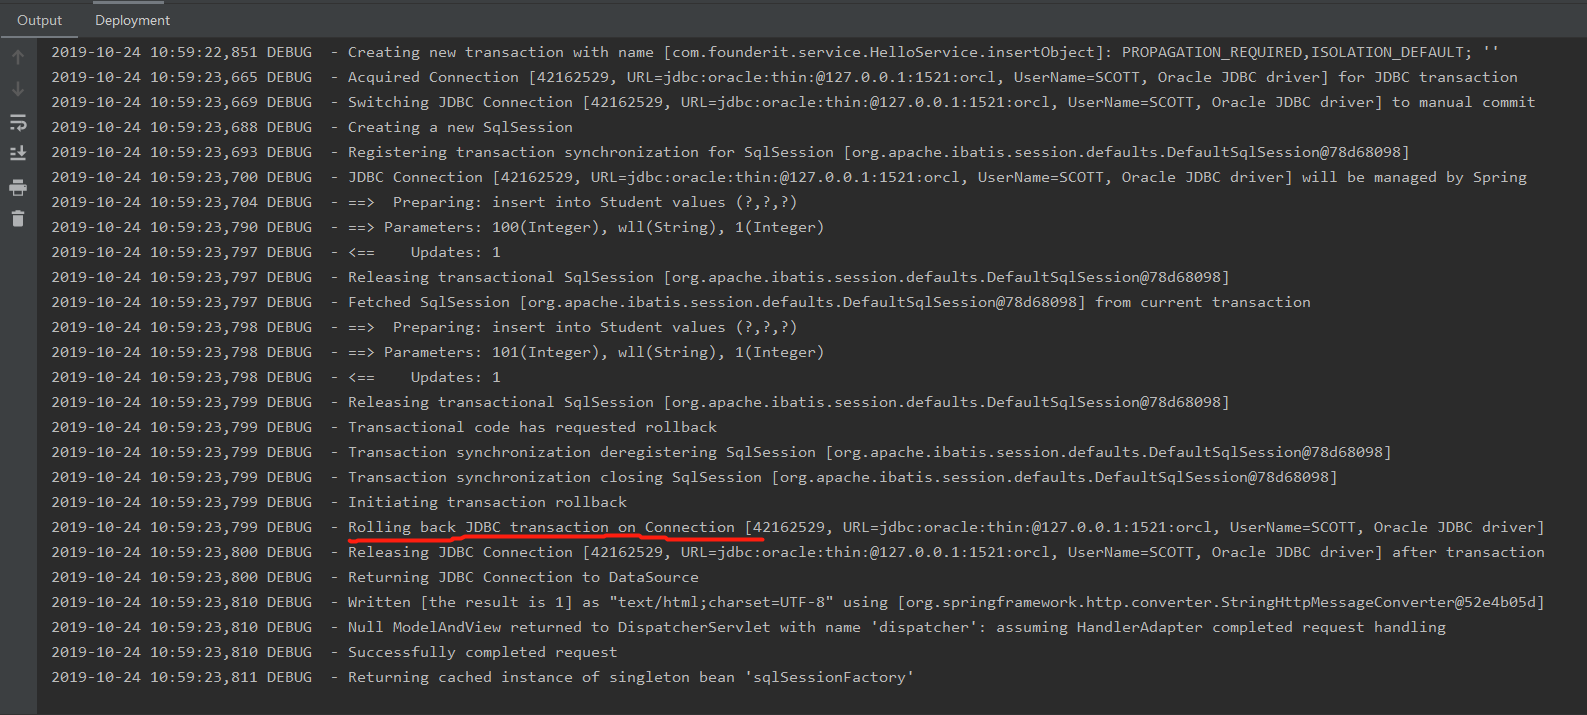 Output Deployment
2019-10-24 10:59:22,851 DEBUG  - Creating new transaction with name [com.founderit.service.HelloService.insertObject]: PROPAGATION_REQUIRED,ISOLATION_DEFAULT; ''
2019-10-24 10:59:23,665 DEBUG  - Acquired Connection [42162529, URL=jdbc:oracle:thin:@127.0.0.1:1521:orcl, UserName=SCOTT, Oracle JDBC driver] for JDBC transaction
2019-10-24 10:59:23,669 DEBUG  - Switching JDBC Connection [42162529, URL=jdbc:oracle:thin:@127.0.0.1:1521:orcl, UserName=SCOTT, Oracle JDBC driver] to manual commit
2019-10-24 10:59:23,688 DEBUG  - Creating a new SqlSession
2019-10-24 10:59:23,693 DEBUG  - Registering transaction synchronization for SqlSession [org.apache.ibatis.session.defaults.DefaultSqlSession@78d68098]
2019-10-24 10:59:23,700 DEBUG  - JDBC Connection [42162529, URL=jdbc:oracle:thin:@127.0.0.1:1521:orcl, UserName=SCOTT, Oracle JDBC driver] will be managed by Spring
2019-10-24 10:59:23,704 DEBUG  - ==>  Preparing: insert into Student values (?,?,?)
2019-10-24 10:59:23,790 DEBUG  - ==> Parameters: 100(Integer), wll(String), 1(Integer)
2019-10-24 10:59:23,797 DEBUG  - <==    Updates: 1
2019-10-24 10:59:23,797 DEBUG  - Releasing transactional SqlSession [org.apache.ibatis.session.defaults.DefaultSqlSession@78d68098]
2019-10-24 10:59:23,797 DEBUG  - Fetched SqlSession [org.apache.ibatis.session.defaults.DefaultSqlSession@78d68098] from current transaction
2019-10-24 10:59:23,798 DEBUG  - ==>  Preparing: insert into Student values (?,?,?)
2019-10-24 10:59:23,798 DEBUG  - ==> Parameters: 101(Integer), wll(String), 1(Integer)
2019-10-24 10:59:23,798 DEBUG  - <==    Updates: 1
2019-10-24 10:59:23,799 DEBUG  - Releasing transactional SqlSession [org.apache.ibatis.session.defaults.DefaultSqlSession@78d68098]
2019-10-24 10:59:23,799 DEBUG  - Transactional code has requested rollback
2019-10-24 10:59:23,799 DEBUG  - Transaction synchronization deregistering SqlSession [org.apache.ibatis.session.defaults.DefaultSqlSession@78d68098]
2019-10-24 10:59:23,799 DEBUG  - Transaction synchronization closing SqlSession [org.apache.ibatis.session.defaults.DefaultSqlSession@78d68098]
2019-10-24 10:59:23,799 DEBUG  - Initiating transaction rollback
2019-10-24 10:59:23,799 DEBUG  - Rolling back JDBC transaction on Connection [42162529, URL=jdbc:oracle:thin:@127.0.0.1:1521:orcl, UserName=SCOTT, Oracle JDBC driver]
2019-10-24 10:59:23,800 DEBUG  - Releasing JDBC Connection [42162529, URL=jdbc:oracle:thin:@127.0.0.1:1521:orcl, UserName=SCOTT, Oracle JDBC driver] after transaction
2019-10-24 10:59:23,800 DEBUG  - Returning JDBC Connection to DataSource
2019-10-24 10:59:23,810 DEBUG  - Written [the result is 1] as "text/html;charset=UTF-8" using [org.springframework.http.converter.StringHttpMessageConverter@52e4b05d]
2019-10-24 10:59:23,810 DEBUG  - Null ModelAndView returned to DispatcherServlet with name 'dispatcher': assuming HandlerAdapter completed request handling
2019-10-24 10:59:23,810 DEBUG  - Successfully completed request
2019-10-24 10:59:23,811 DEBUG  - Returning cached instance of singleton bean 'sqlSessionFactory'